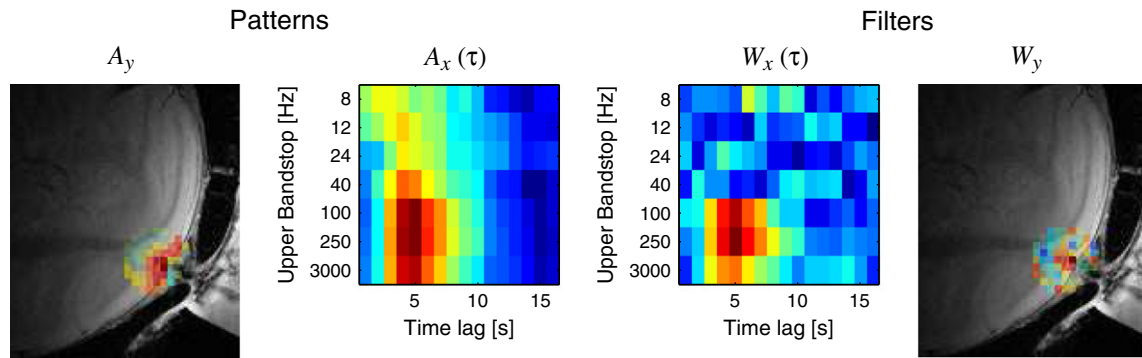 Patterns
Filters
A_y
A_x (τ)
W_x (τ)
W_y
Upper Bandstop [Hz]
8
12
24
40
100
250
3000
5
10
15
Time lag [s]
Upper Bandstop [Hz]
8
12
24
40
100
250
3000
5
10
15
Time lag [s]